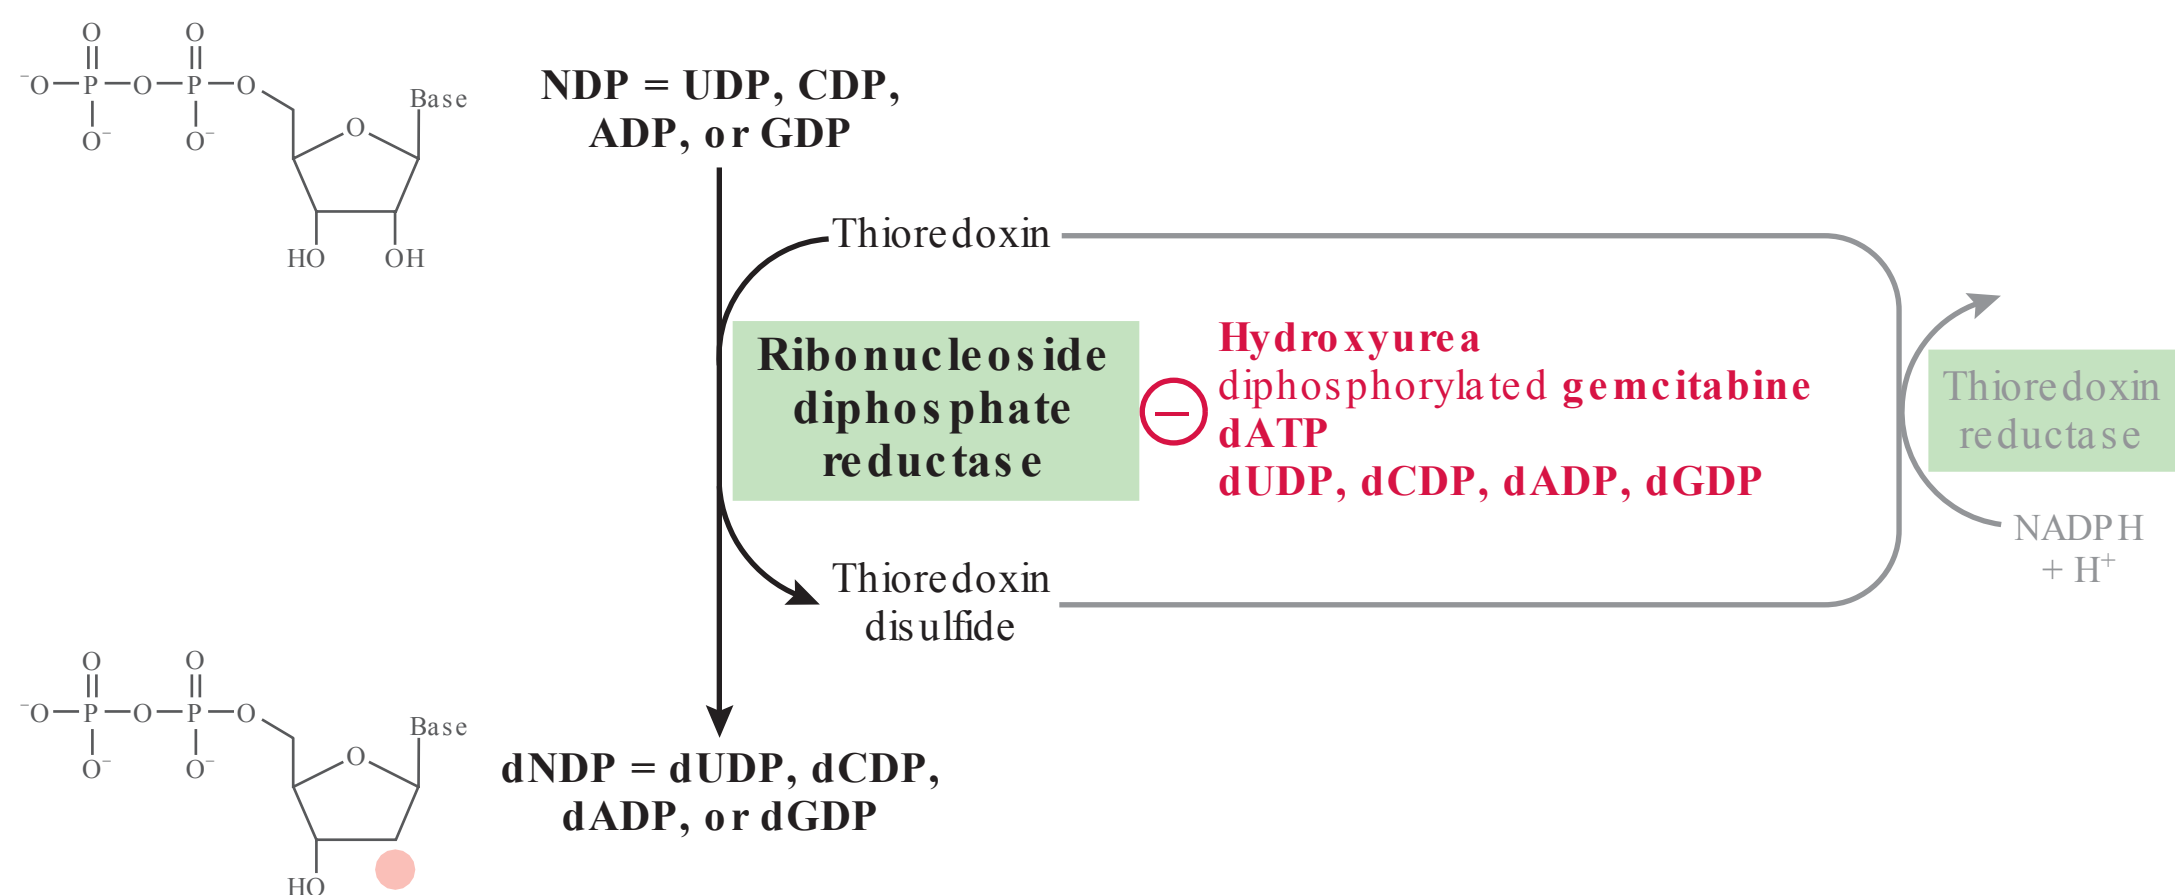 O O
⁻O P O P O
O⁻ O⁻
Base
O
HO OH
NDP = UDP, CDP,
ADP, or GDP
Thioredoxin
Ribonucleoside
diphosphate
reductase
−
Hydroxyurea
diphosphorylated gemcitabine
dATP
dUDP, dCDP, dADP, dGDP
Thioredoxin
reductase
NADPH
+ H⁺
Thioredoxin
disulfide
O O
⁻O P O P O
O⁻ O⁻
Base
O
HO
dNDP = dUDP, dCDP,
dADP, or dGDP